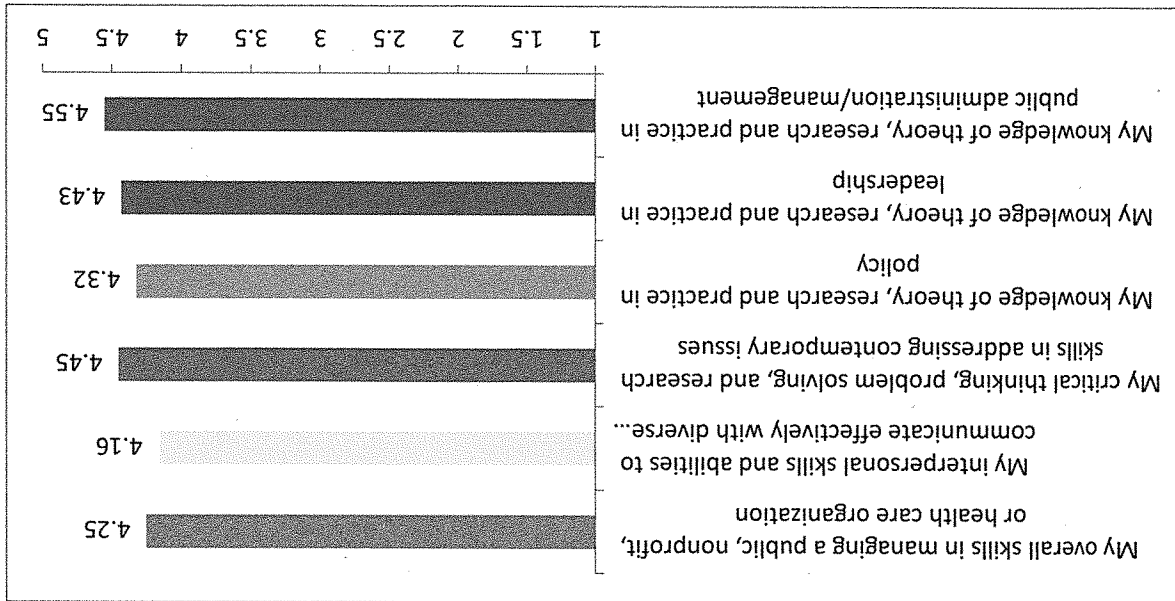 My overall skills in managing a public, nonprofit,
or health care organization
4.25
My interpersonal skills and abilities to
communicate effectively with diverse...
4.16
My critical thinking, problem solving, and research
skills in addressing contemporary issues
4.45
My knowledge of theory, research and practice in
policy
4.32
My knowledge of theory, research and practice in
leadership
4.43
My knowledge of theory, research and practice in
public administration/management
4.55
1 1.5 2 2.5 3 3.5 4 4.5 5